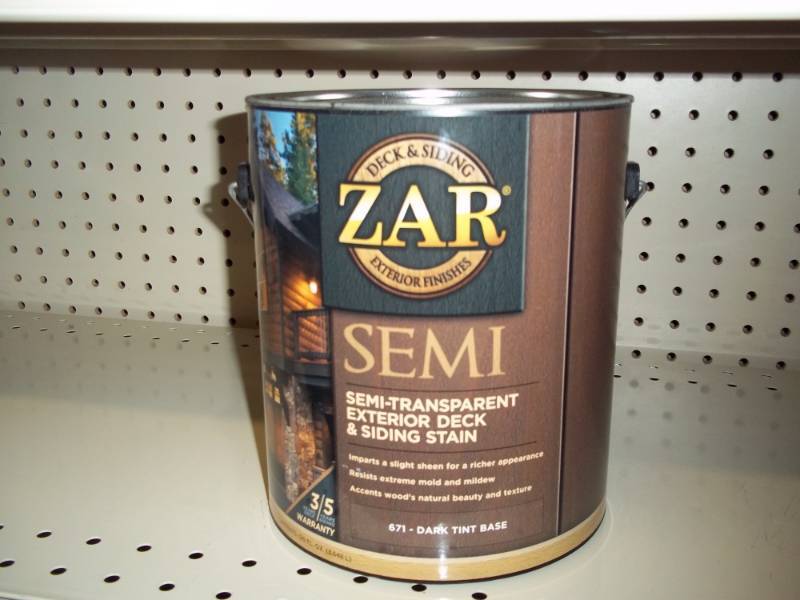 DECK & SIDING
ZAR®
EXTERIOR FINISHES
SEMI
SEMI-TRANSPARENT
EXTERIOR DECK
& SIDING STAIN
Imparts a slight sheen for a richer appearance
Resists extreme mold and mildew
Accents wood's natural beauty and texture
3/5
WARRANTY
671 - DARK TINT BASE